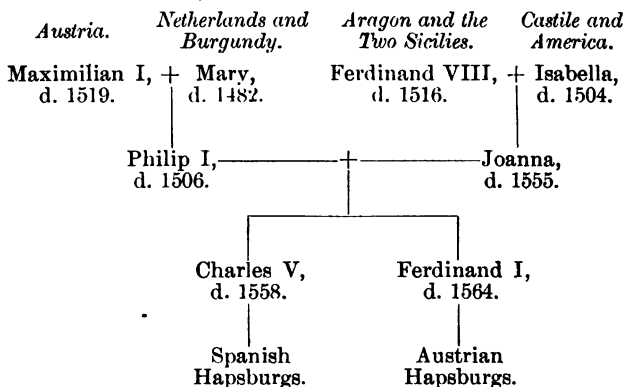 Austria. Netherlands and Burgundy. Aragon and the Two Sicilies. Castile and America.
Maximilian I, + Mary, Ferdinand VIII, + Isabella,
d. 1519. d. 1482. d. 1516. d. 1504.
Philip I, + Joanna,
d. 1506. d. 1555.
Charles V, Ferdinand I,
d. 1558. d. 1564.
Spanish Austrian
Hapsburgs. Hapsburgs.